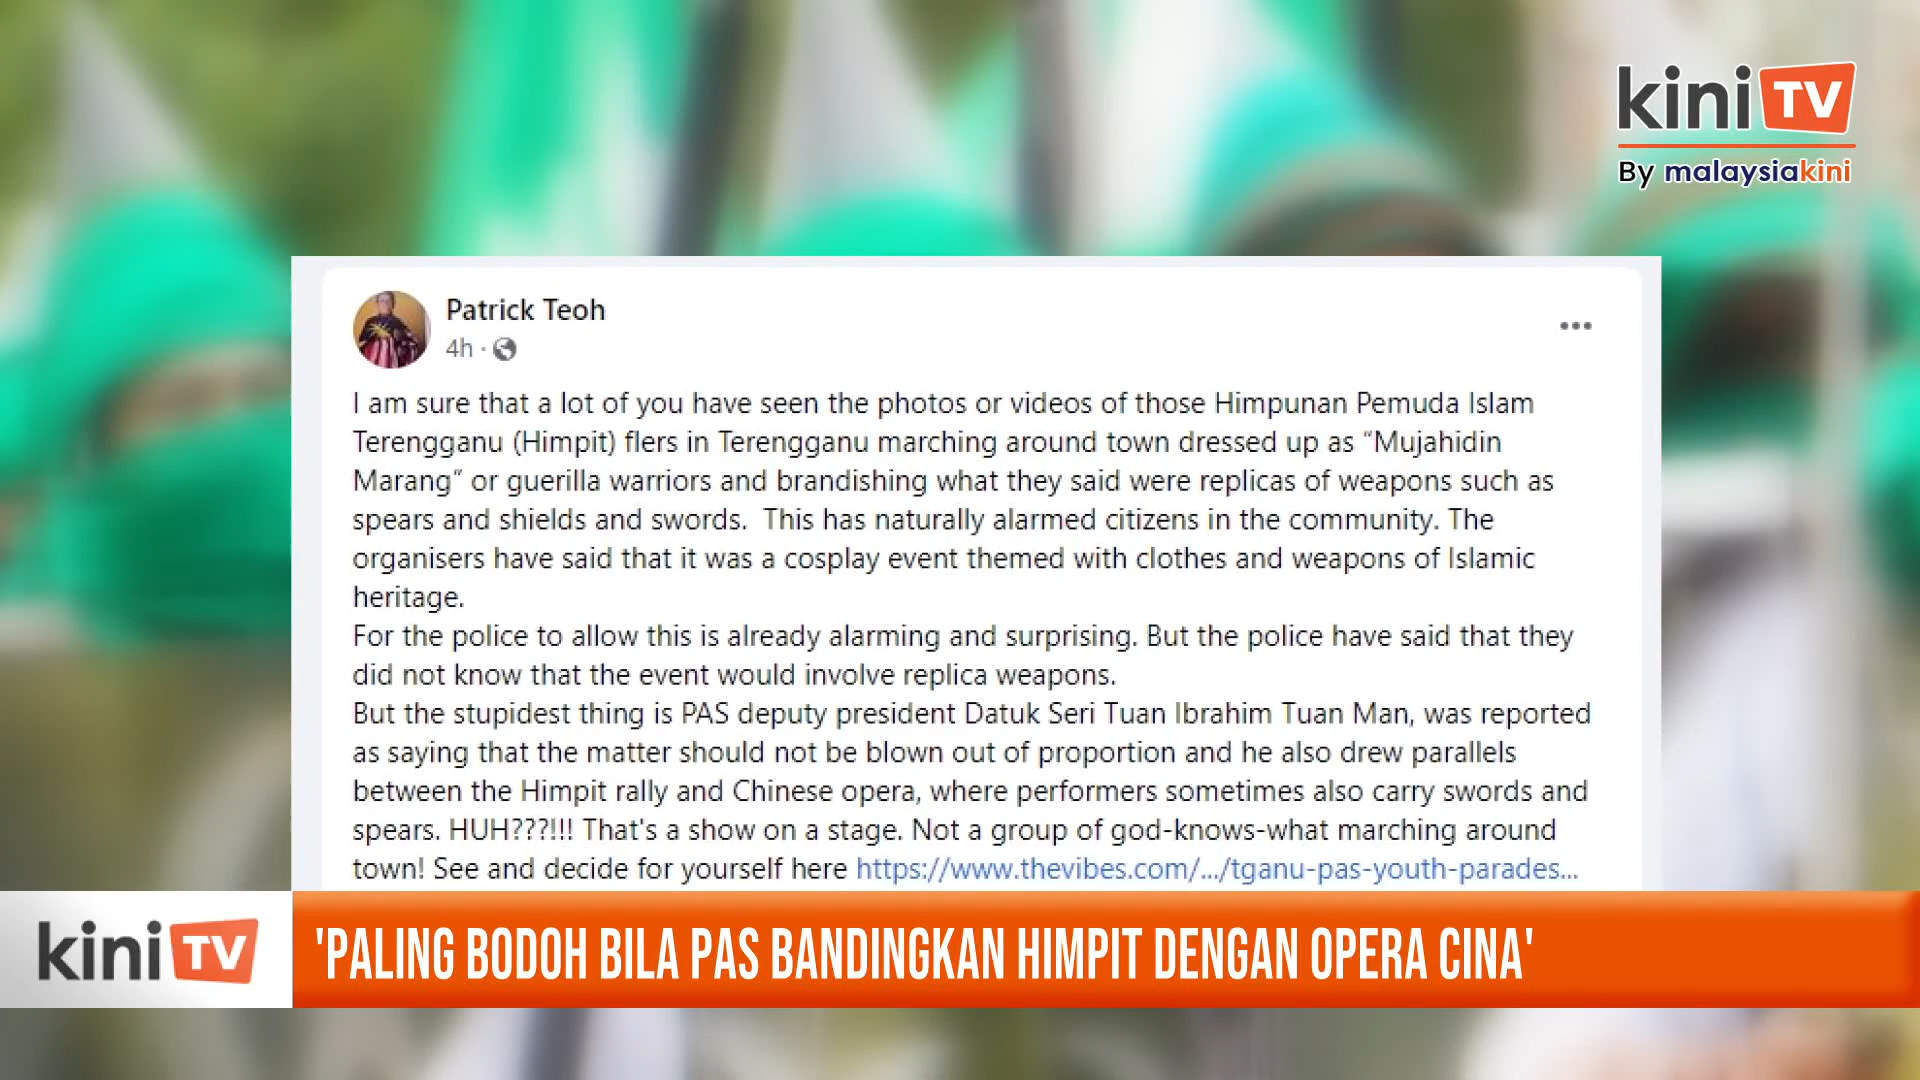 kini TV
By malaysiakini
Patrick Teoh
4h ·
I am sure that a lot of you have seen the photos or videos of those Himpunan Pemuda Islam
Terengganu (Himpit) flers in Terengganu marching around town dressed up as “Mujahidin
Marang” or guerilla warriors and brandishing what they said were replicas of weapons such as
spears and shields and swords.  This has naturally alarmed citizens in the community. The
organisers have said that it was a cosplay event themed with clothes and weapons of Islamic
heritage.
For the police to allow this is already alarming and surprising. But the police have said that they
did not know that the event would involve replica weapons.
But the stupidest thing is PAS deputy president Datuk Seri Tuan Ibrahim Tuan Man, was reported
as saying that the matter should not be blown out of proportion and he also drew parallels
between the Himpit rally and Chinese opera, where performers sometimes also carry swords and
spears. HUH???!!! That's a show on a stage. Not a group of god-knows-what marching around
town! See and decide for yourself here https://www.thevibes.com/.../tganu-pas-youth-parades...
kini TV
'PALING BODOH BILA PAS BANDINGKAN HIMPIT DENGAN OPERA CINA'